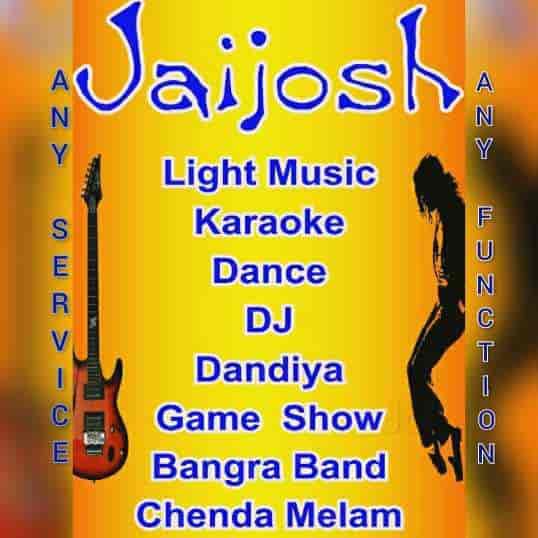 Jaijosh
ANY SERVICE
ANY FUNCTION
Light Music
Karaoke
Dance
DJ
Dandiya
Game Show
Bangra Band
Chenda Melam